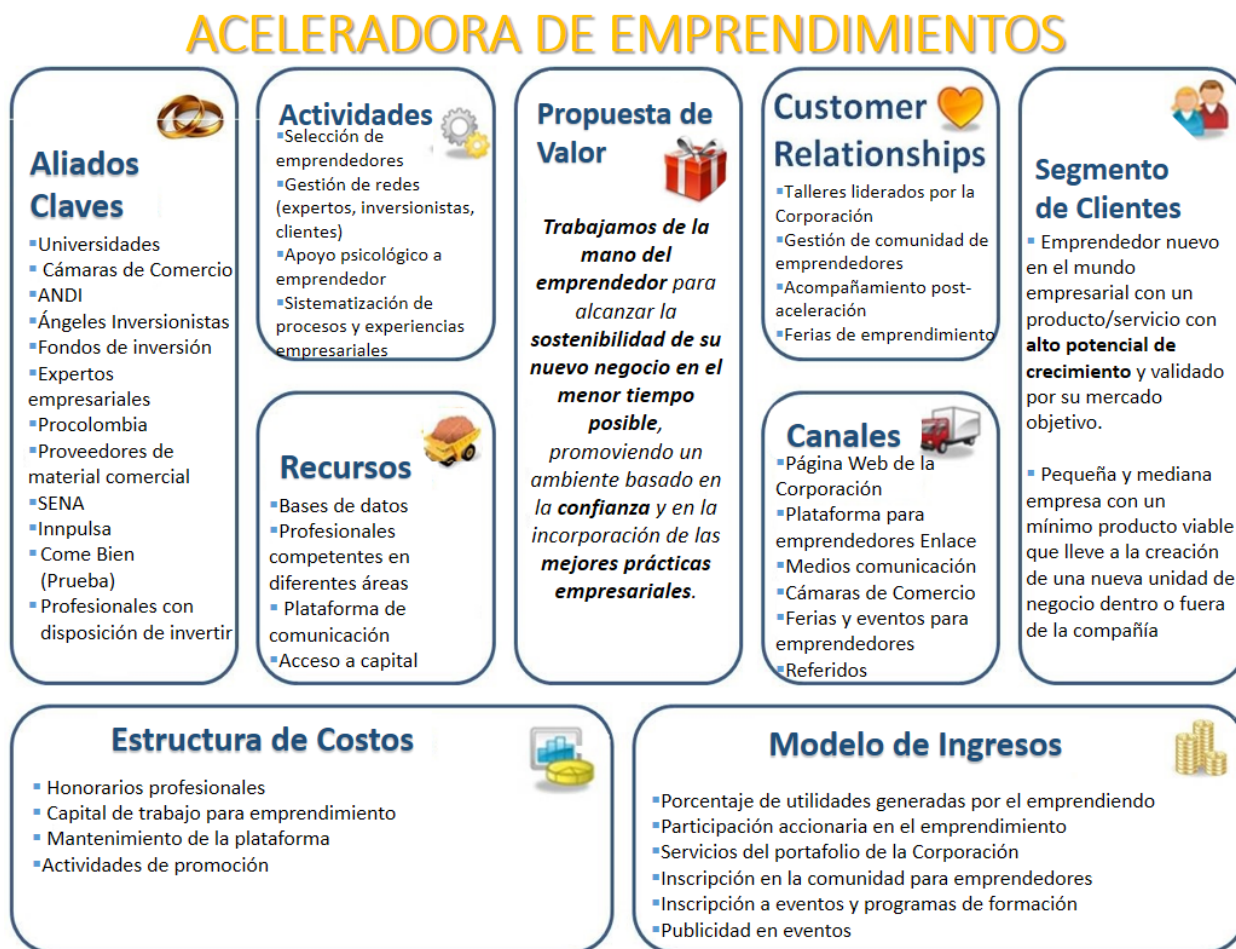 ACELERADORA DE EMPRENDIMIENTOS
Aliados
Claves
▪Universidades
▪ Cámaras de Comercio
▪ANDI
▪Ángeles Inversionistas
▪Fondos de inversión
▪Expertos
empresariales
▪Procolombia
▪Proveedores de
material comercial
▪SENA
▪Innpulsa
▪ Come Bien
(Prueba)
▪ Profesionales con
disposición de invertir
Actividades
▪Selección de
emprendedores
▪Gestión de redes
(expertos, inversionistas,
clientes)
▪Apoyo psicológico a
emprendedor
▪Sistematización de
procesos y experiencias
empresariales
Recursos
▪Bases de datos
▪Profesionales
competentes en
diferentes áreas
▪ Plataforma de
comunicación
▪Acceso a capital
Propuesta de
Valor
Trabajamos de la
mano del
emprendedor para
alcanzar la
sostenibilidad de su
nuevo negocio en el
menor tiempo
posible,
promoviendo un
ambiente basado en
la confianza y en la
incorporación de las
mejores prácticas
empresariales.
Customer
Relationships
▪Talleres liderados por la
Corporación
▪Gestión de comunidad de
emprendedores
▪Acompañamiento post-
aceleración
▪Ferias de emprendimiento
Canales
▪Página Web de la
Corporación
▪Plataforma para
emprendedores Enlace
▪Medios comunicación
▪Cámaras de Comercio
▪Ferias y eventos para
emprendedores
▪Referidos
Segmento
de Clientes
▪ Emprendedor nuevo
en el mundo
empresarial con un
producto/servicio con
alto potencial de
crecimiento y validado
por su mercado
objetivo.
▪ Pequeña y mediana
empresa con un
mínimo producto viable
que lleve a la creación
de una nueva unidad de
negocio dentro o fuera
de la compañía
Estructura de Costos
▪ Honorarios profesionales
▪ Capital de trabajo para emprendimiento
▪ Mantenimiento de la plataforma
▪Actividades de promoción
Modelo de Ingresos
▪Porcentaje de utilidades generadas por el emprendiendo
▪Participación accionaria en el emprendimiento
▪Servicios del portafolio de la Corporación
▪Inscripción en la comunidad para emprendedores
▪Inscripción a eventos y programas de formación
▪Publicidad en eventos